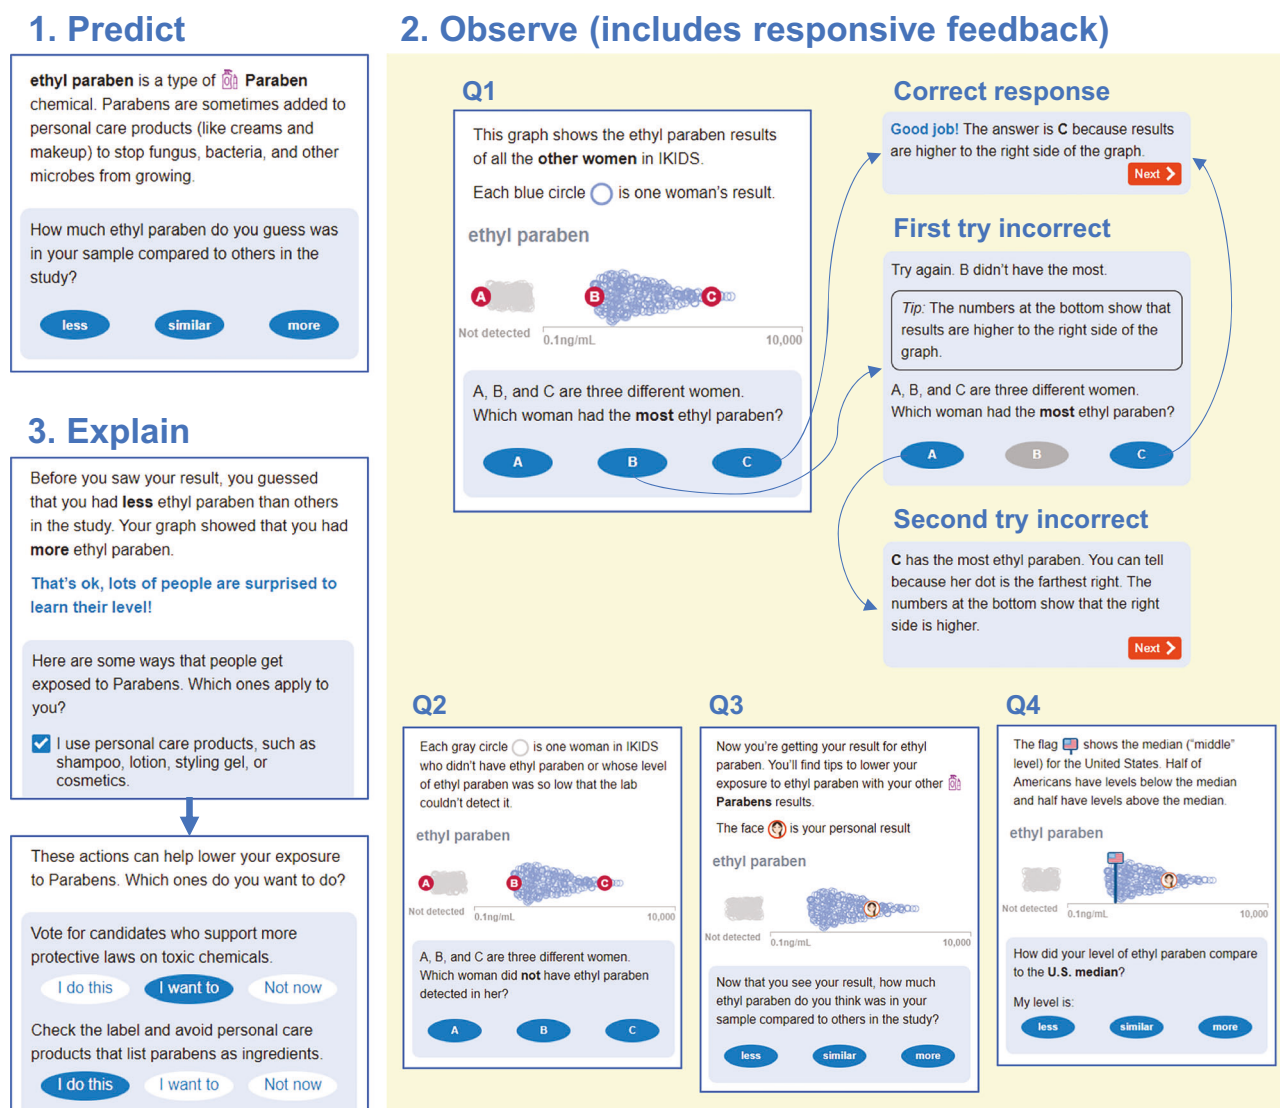 1. Predict
ethyl paraben is a type of Paraben
chemical. Parabens are sometimes added to
personal care products (like creams and
makeup) to stop fungus, bacteria, and other
microbes from growing.
How much ethyl paraben do you guess was
in your sample compared to others in the
study?
less similar more
2. Observe (includes responsive feedback)
Q1
This graph shows the ethyl paraben results
of all the other women in IKIDS.
Each blue circle is one woman's result.
ethyl paraben
A B C
Not detected 0.1ng/mL 10,000
A, B, and C are three different women.
Which woman had the most ethyl paraben?
A B C
Correct response
Good job! The answer is C because results
are higher to the right side of the graph.
Next
First try incorrect
Try again. B didn't have the most.
Tip: The numbers at the bottom show that
results are higher to the right side of the
graph.
A, B, and C are three different women.
Which woman had the most ethyl paraben?
A B C
Second try incorrect
C has the most ethyl paraben. You can tell
because her dot is the farthest right. The
numbers at the bottom show that the right
side is higher.
Next
Q2
Each gray circle is one woman in IKIDS
who didn't have ethyl paraben or whose level
of ethyl paraben was so low that the lab
couldn't detect it.
ethyl paraben
A B C
Not detected 0.1ng/mL 10,000
A, B, and C are three different women.
Which woman did not have ethyl paraben
detected in her?
A B C
Q3
Now you're getting your result for ethyl
paraben. You'll find tips to lower your
exposure to ethyl paraben with your other
Parabens results.
The face is your personal result
ethyl paraben
Not detected 0.1ng/mL 10,000
Now that you see your result, how much
ethyl paraben do you think was in your
sample compared to others in the study?
less similar more
Q4
The flag shows the median ("middle"
level) for the United States. Half of
Americans have levels below the median
and half have levels above the median.
ethyl paraben
Not detected 0.1ng/mL 10,000
How did your level of ethyl paraben compare
to the U.S. median?
My level is:
less similar more
3. Explain
Before you saw your result, you guessed
that you had less ethyl paraben than others
in the study. Your graph showed that you had
more ethyl paraben.
That's ok, lots of people are surprised to
learn their level!
Here are some ways that people get
exposed to Parabens. Which ones apply to
you?
I use personal care products, such as
shampoo, lotion, styling gel, or
cosmetics.
These actions can help lower your exposure
to Parabens. Which ones do you want to do?
Vote for candidates who support more
protective laws on toxic chemicals.
I do this I want to Not now
Check the label and avoid personal care
products that list parabens as ingredients.
I do this I want to Not now